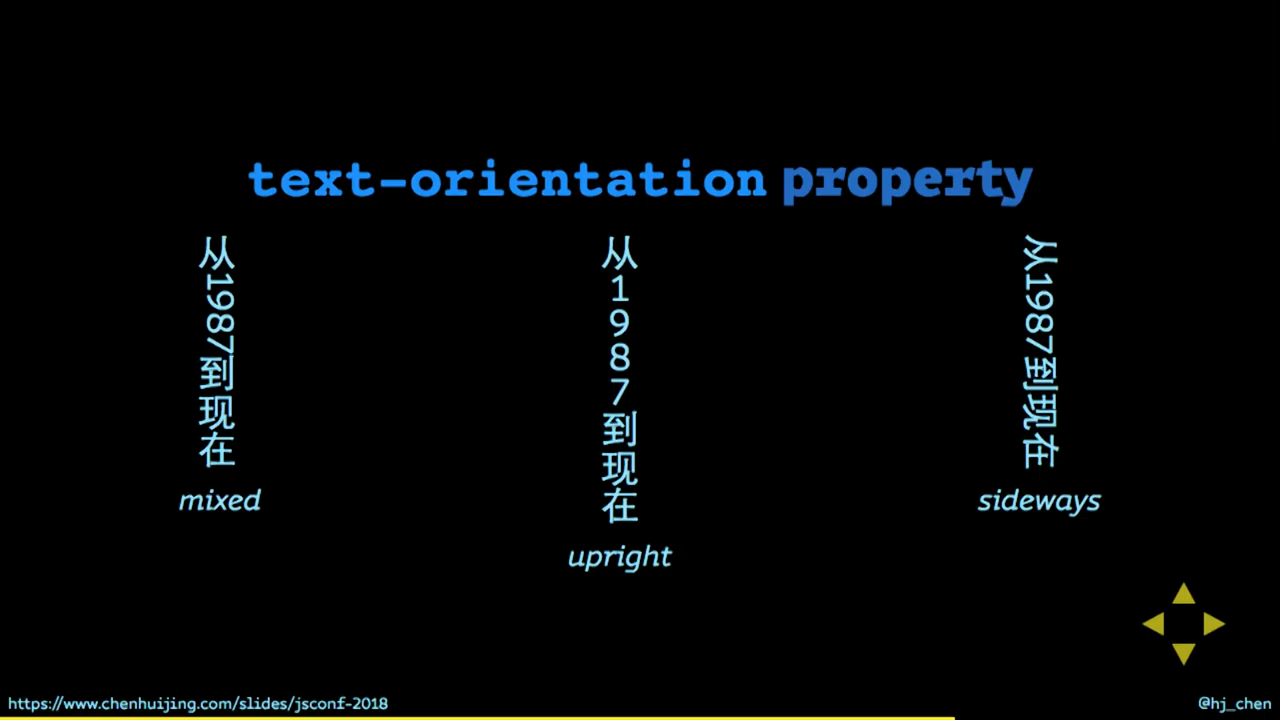 text-orientation property
从1987到现在
mixed
从1987到现在
upright
从1987到现在
sideways
https://www.chenhuijing.com/slides/jsconf-2018
@hj_chen